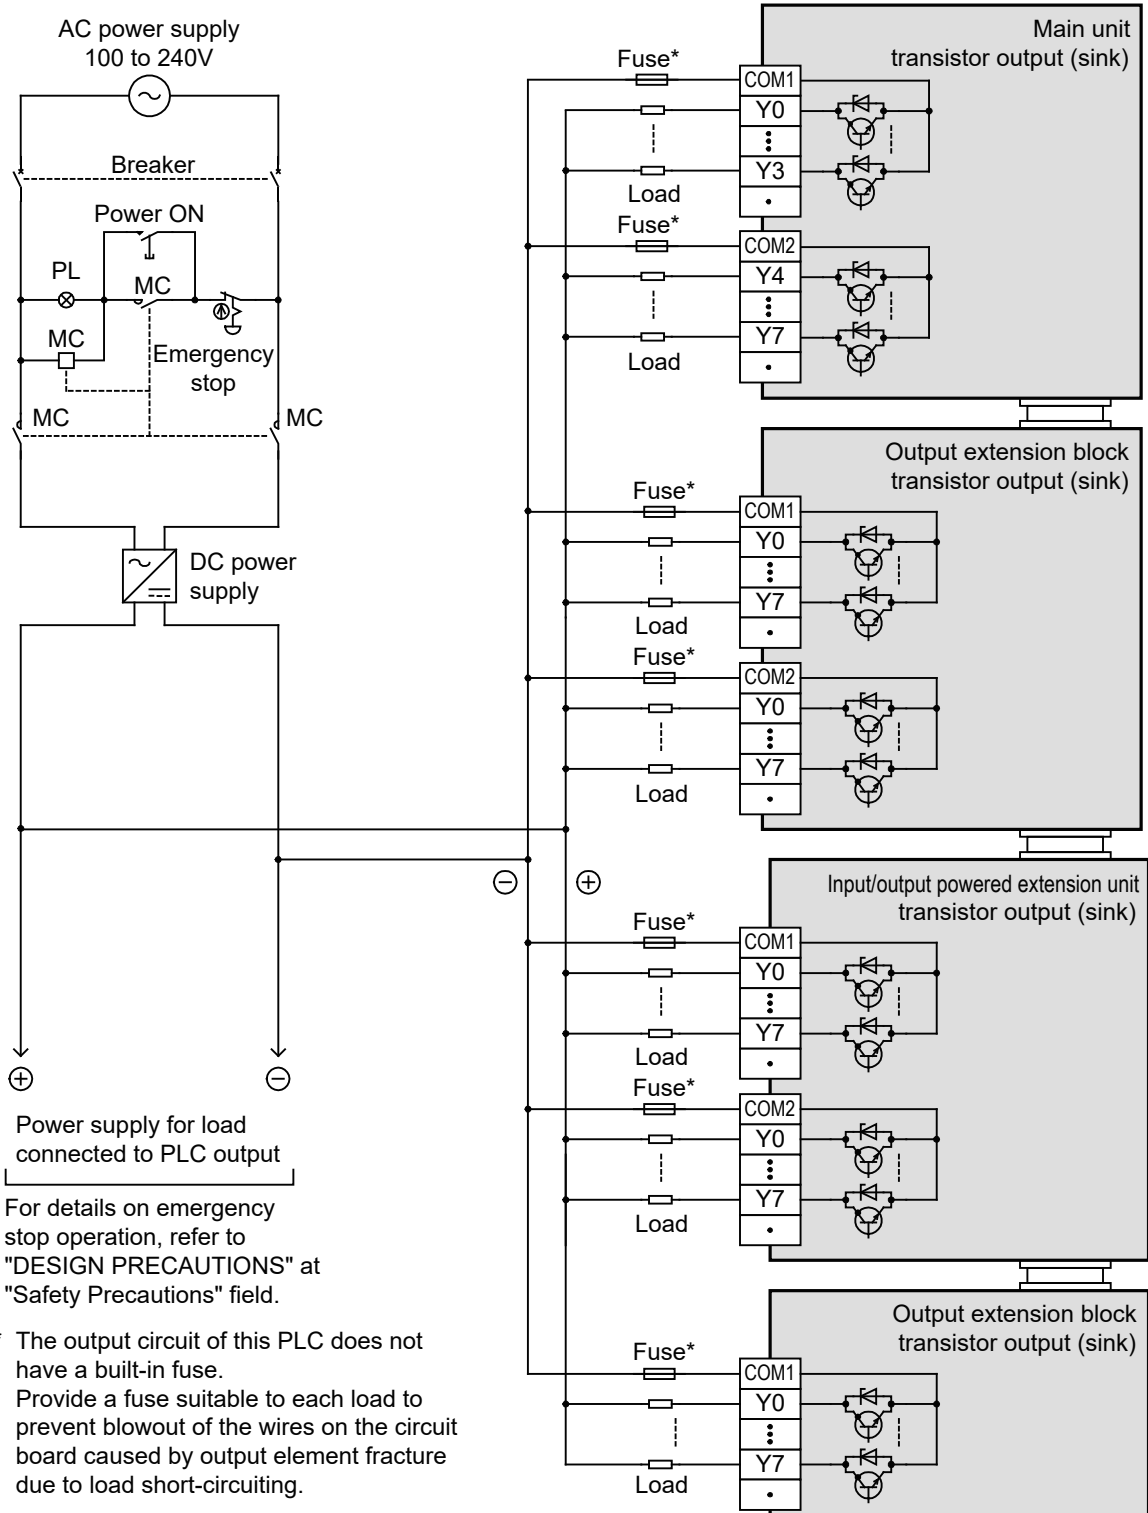 AC power supply
100 to 240V
Breaker
Power ON
PL
MC
MC
Emergency
stop
MC
MC
DC power
supply
Power supply for load
connected to PLC output
For details on emergency
stop operation, refer to
"DESIGN PRECAUTIONS" at
"Safety Precautions" field.
* The output circuit of this PLC does not
have a built-in fuse.
Provide a fuse suitable to each load to
prevent blowout of the wires on the circuit
board caused by output element fracture
due to load short-circuiting.
Main unit
transistor output (sink)
Fuse*
COM1
Y0
Y3
Load
Fuse*
COM2
Y4
Y7
Load
Output extension block
transistor output (sink)
Fuse*
COM1
Y0
Y7
Load
Fuse*
COM2
Y0
Y7
Load
Input/output powered extension unit
transistor output (sink)
Fuse*
COM1
Y0
Y7
Load
Fuse*
COM2
Y0
Y7
Load
Output extension block
transistor output (sink)
Fuse*
COM1
Y0
Y7
Load